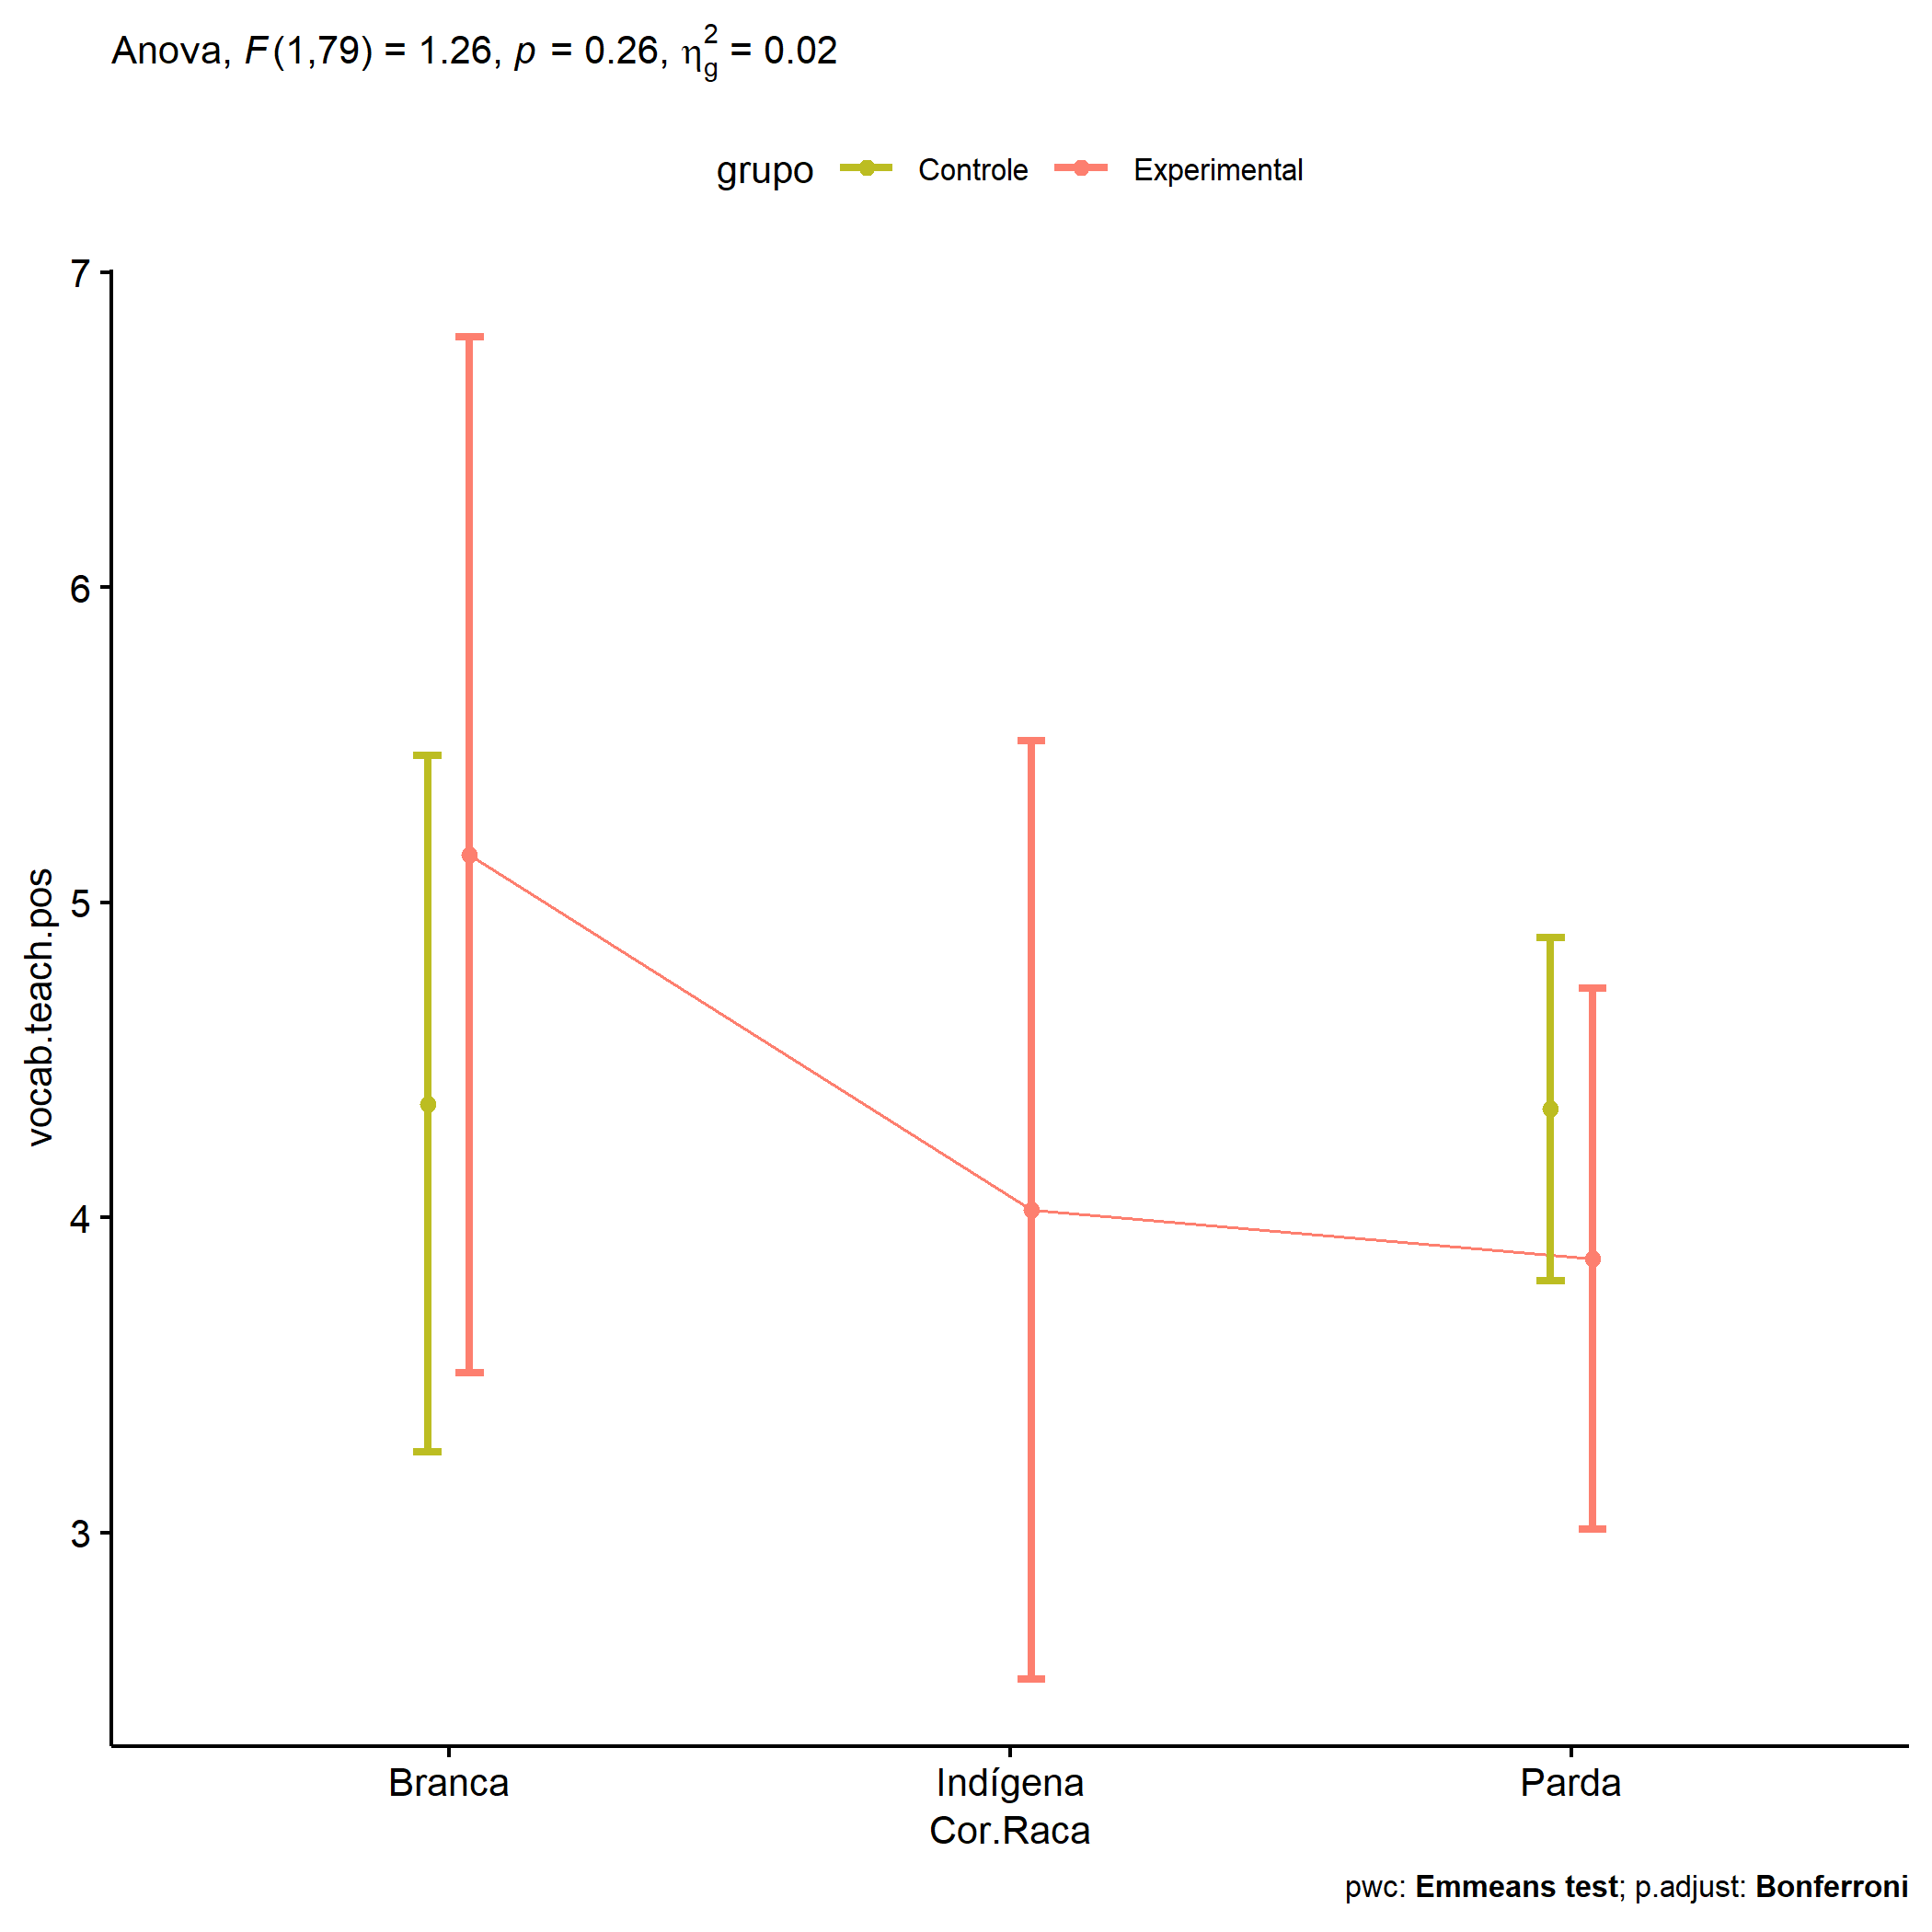 Anova, F(1,79) = 1.26, p = 0.26, η²g = 0.02
grupo Controle Experimental
7
6
5
4
3
vocab.teach.pos
Branca Indígena Parda
Cor.Raca
pwc: Emmeans test; p.adjust: Bonferroni